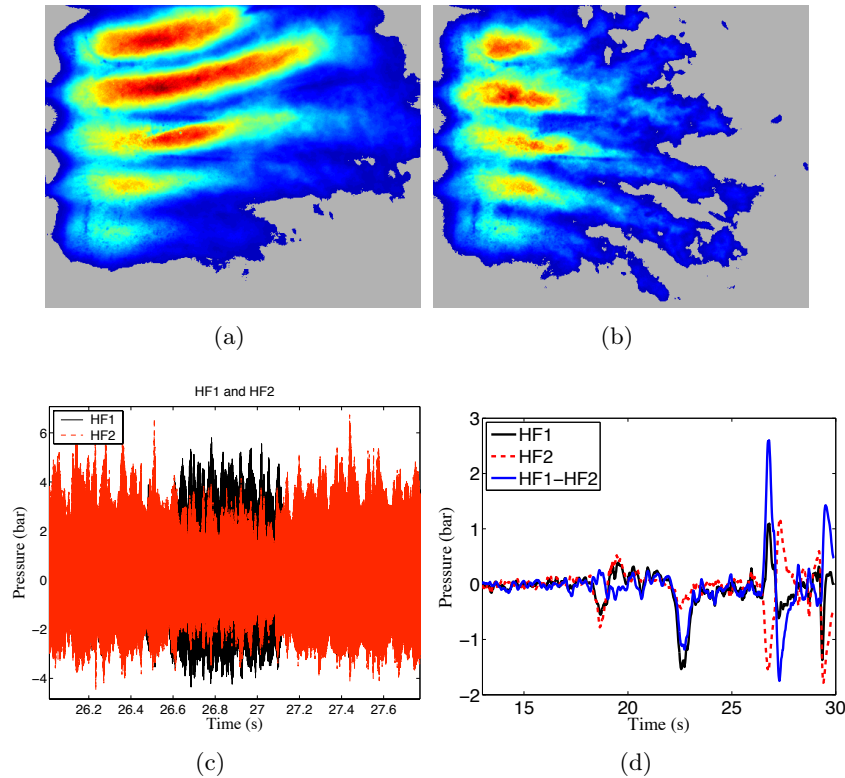 (a)
(b)
HF1 and HF2
HF1
HF2
Pressure (bar)
6
4
2
0
−2
−4
26.2 26.4 26.6 26.8 27 27.2 27.4 27.6
Time (s)
(c)
HF1
HF2
HF1−HF2
Pressure (bar)
3
2
1
0
−1
−2
15 20 25 30
Time (s)
(d)